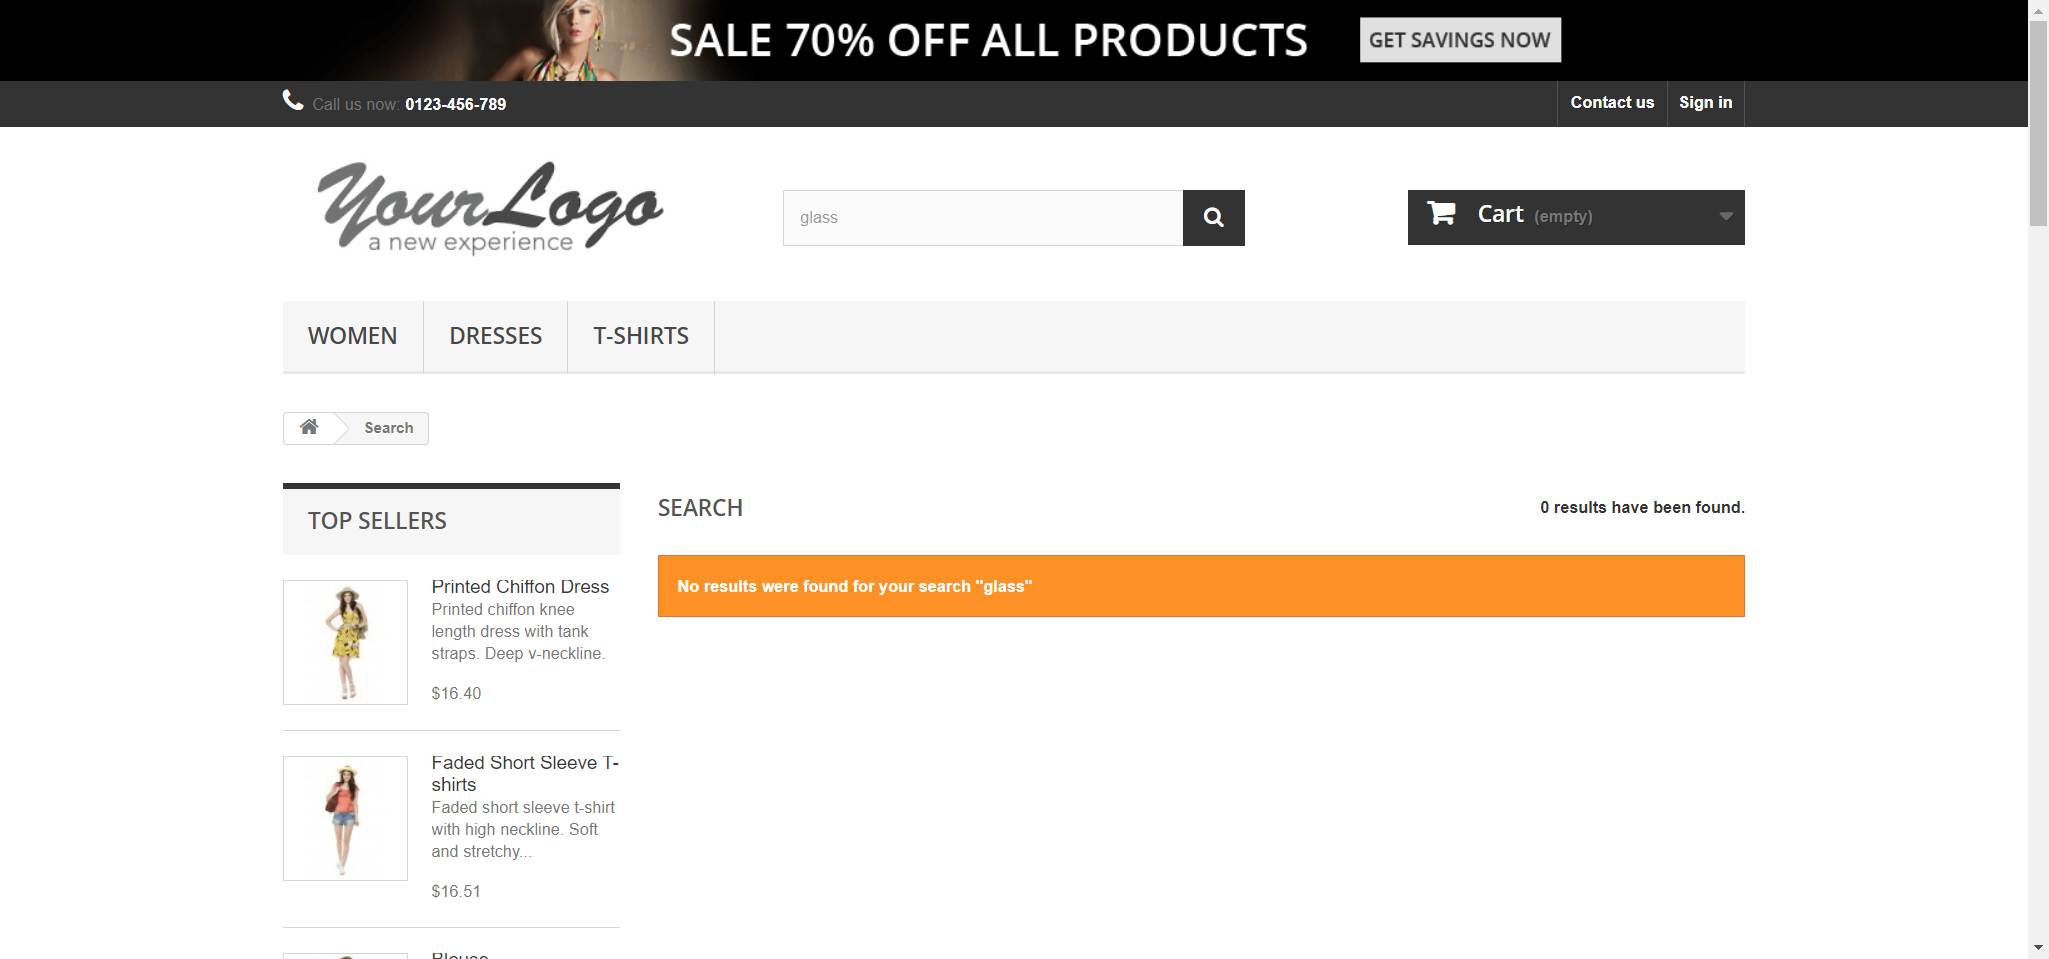 SALE 70% OFF ALL PRODUCTS
GET SAVINGS NOW
Call us now: 0123-456-789
Contact us
Sign in
YourLogo
a new experience
glass
Cart (empty)
WOMEN
DRESSES
T-SHIRTS
Search
TOP SELLERS
Printed Chiffon Dress
Printed chiffon knee
length dress with tank
straps. Deep v-neckline.
$16.40
Faded Short Sleeve T-
shirts
Faded short sleeve t-shirt
with high neckline. Soft
and stretchy...
$16.51
Blouse
SEARCH
0 results have been found.
No results were found for your search "glass"